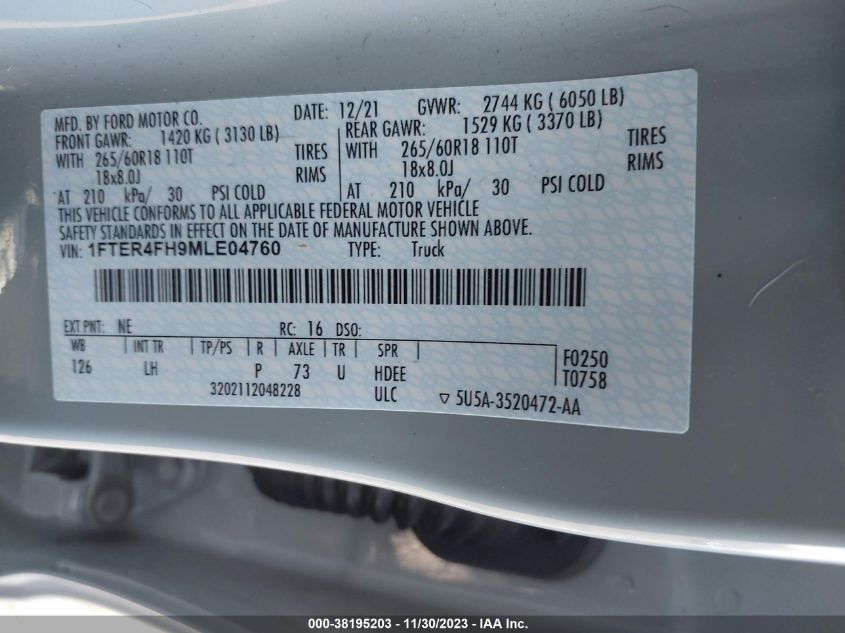 MFD. BY FORD MOTOR CO. DATE: 12/21 GVWR: 2744 KG ( 6050 LB)
FRONT GAWR: 1420 KG ( 3130 LB) REAR GAWR: 1529 KG ( 3370 LB)
WITH 265/60R18 110T TIRES WITH 265/60R18 110T TIRES
18x8.0J RIMS 18x8.0J RIMS
AT 210 kPa/ 30 PSI COLD AT 210 kPa/ 30 PSI COLD
THIS VEHICLE CONFORMS TO ALL APPLICABLE FEDERAL MOTOR VEHICLE
SAFETY STANDARDS IN EFFECT ON THE DATE OF MANUFACTURE SHOWN ABOVE.
VIN: 1FTER4FH9MLE04760 TYPE: Truck
EXT PNT: NE RC: 16 DSO:
WB INT TR TP/PS R AXLE TR SPR F0250
126 LH P 73 U HDEE T0758
3202112048228 ULC ▽ 5U5A-3520472-AA
000-38195203 - 11/30/2023 - IAA Inc.